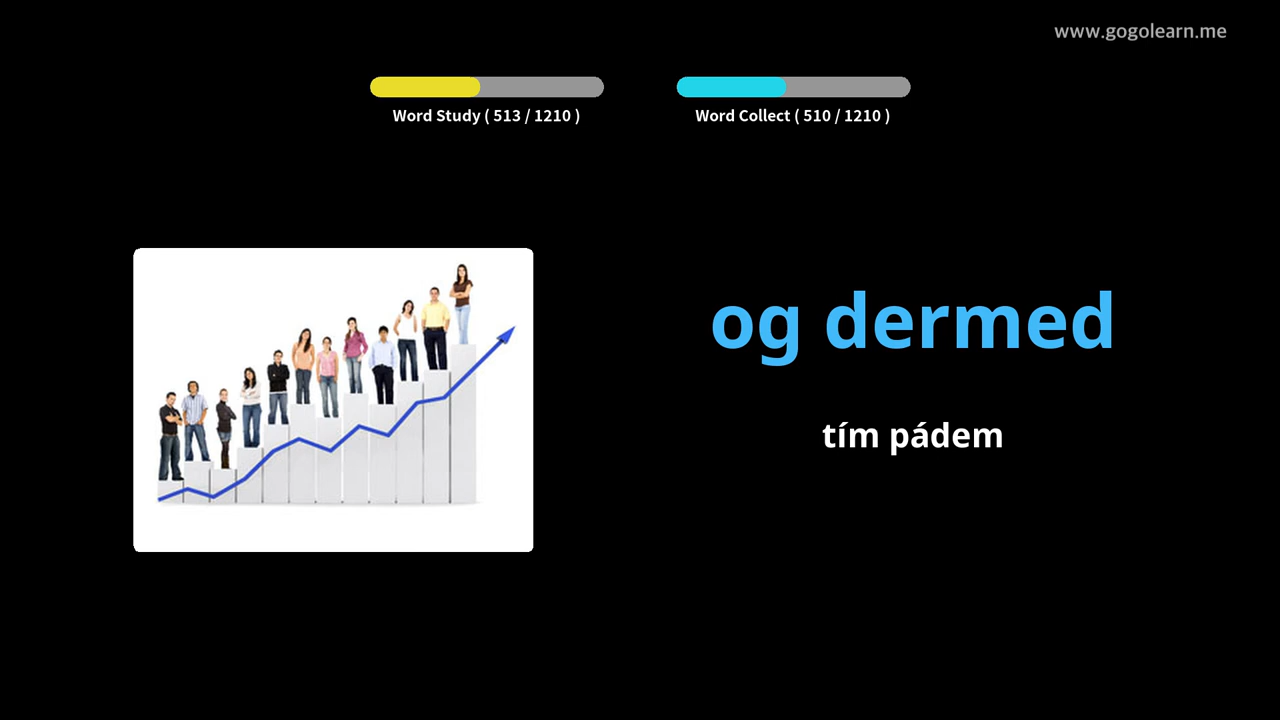 www.gogolearn.me
Word Study ( 513 / 1210 )
Word Collect ( 510 / 1210 )
og dermed
tím pádem